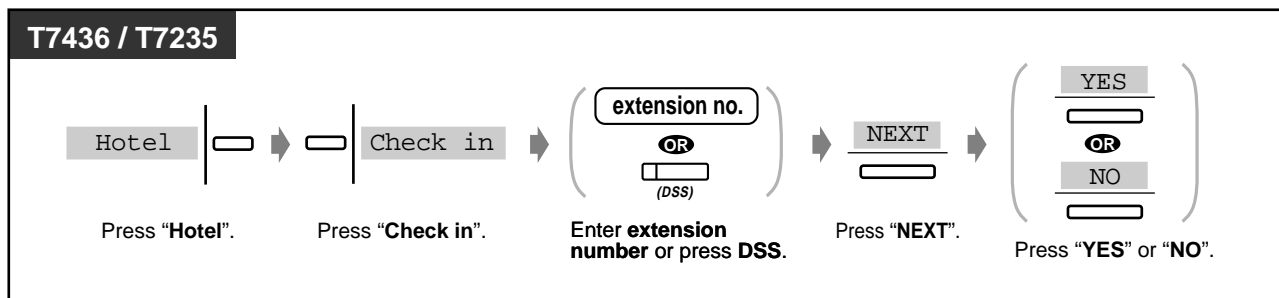 T7436 / T7235
Hotel
Press “Hotel”.
Check in
Press “Check in”.
extension no.
OR
(DSS)
Enter extension
number or press DSS.
NEXT
Press “NEXT”.
YES
OR
NO
Press “YES” or “NO”.